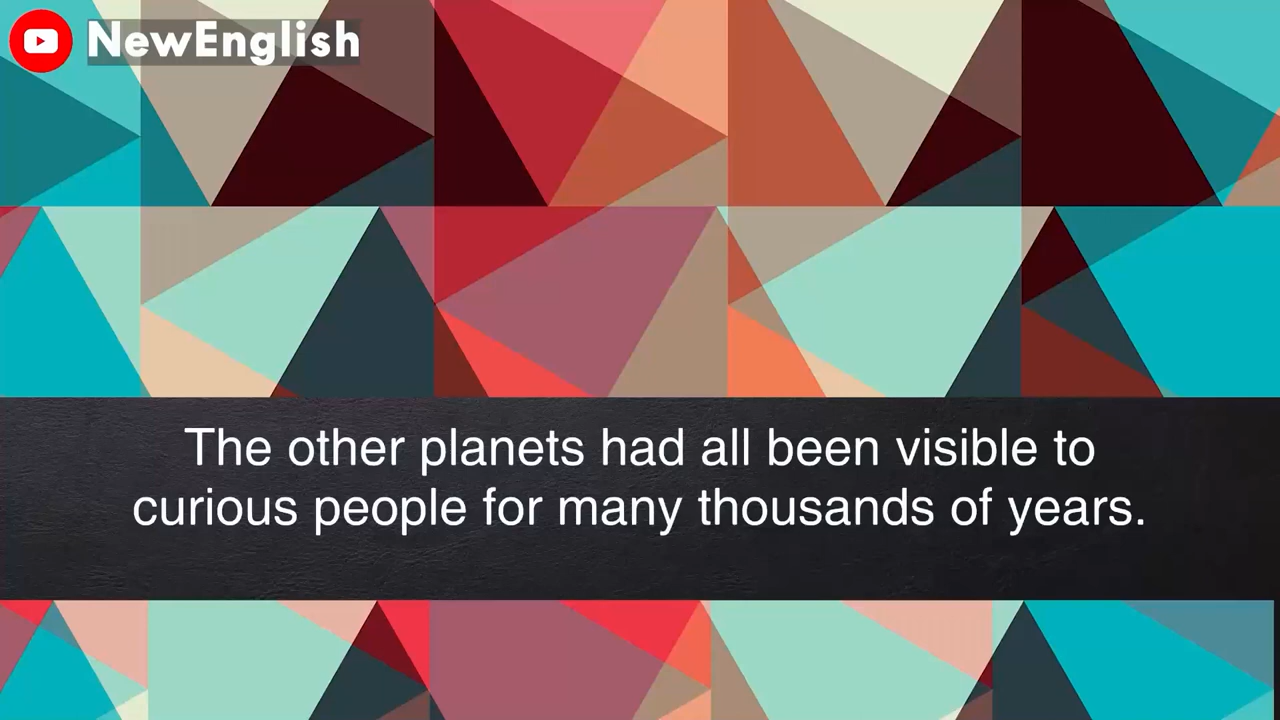 NewEnglish
The other planets had all been visible to
curious people for many thousands of years.